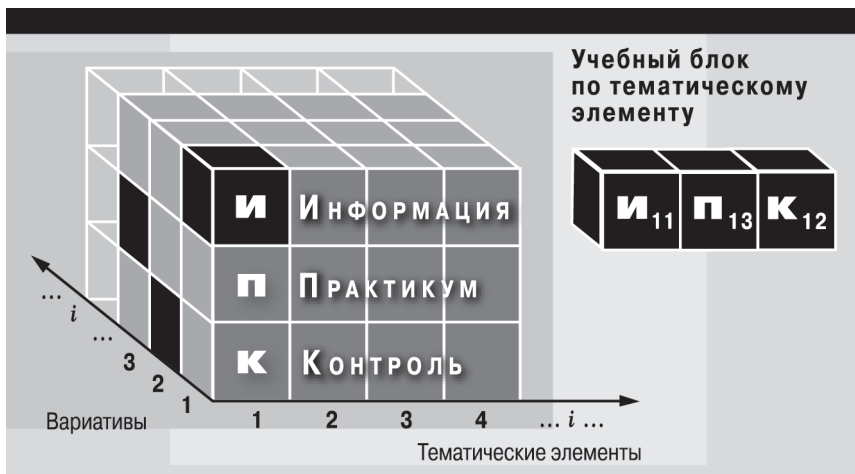 Учебный блок
по тематическому
элементу
И Информация
П Практикум
К Контроль
И11 П13 К12
... i ... 3 2 1
Вариативы
1 2 3 4 ... i ...
Тематические элементы